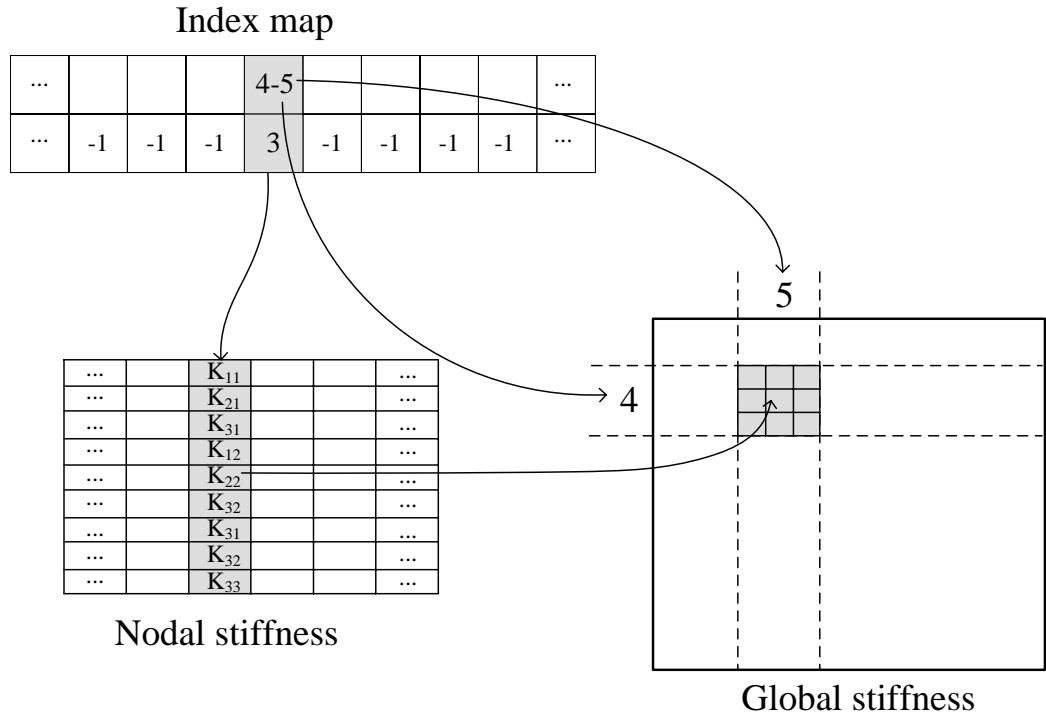 Index map
... 4-5 ...
... -1 -1 -1 3 -1 -1 -1 -1 ...
5
4
... K₁₁ ...
... K₂₁ ...
... K₃₁ ...
... K₁₂ ...
... K₂₂ ...
... K₃₂ ...
... K₃₁ ...
... K₃₂ ...
... K₃₃ ...
Nodal stiffness
Global stiffness